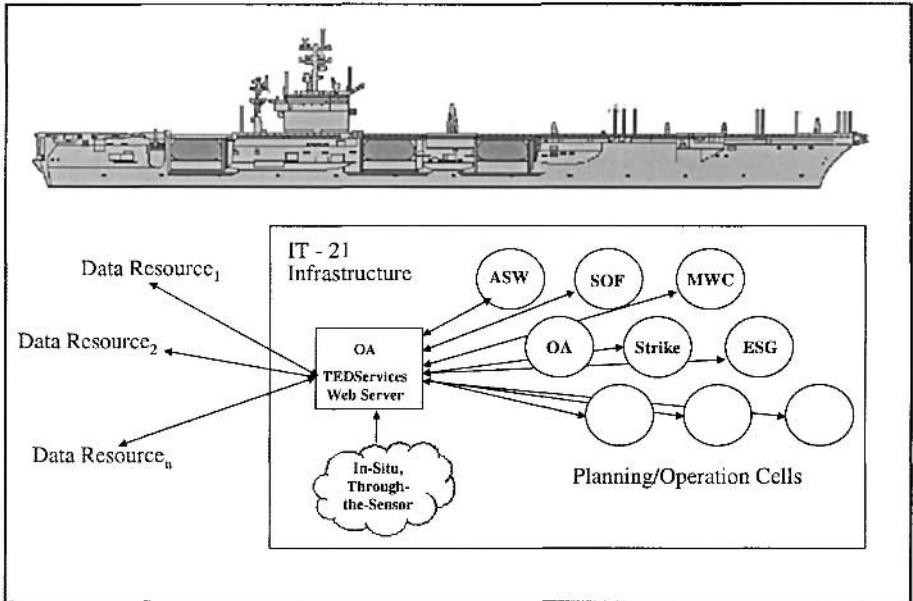 IT - 21
Infrastructure
Data Resource₁
Data Resource₂
Data Resourceₙ
ASW
SOF
MWC
OA
Strike
ESG
OA
TEDServices
Web Server
In-Situ,
Through-
the-Sensor
Planning/Operation Cells